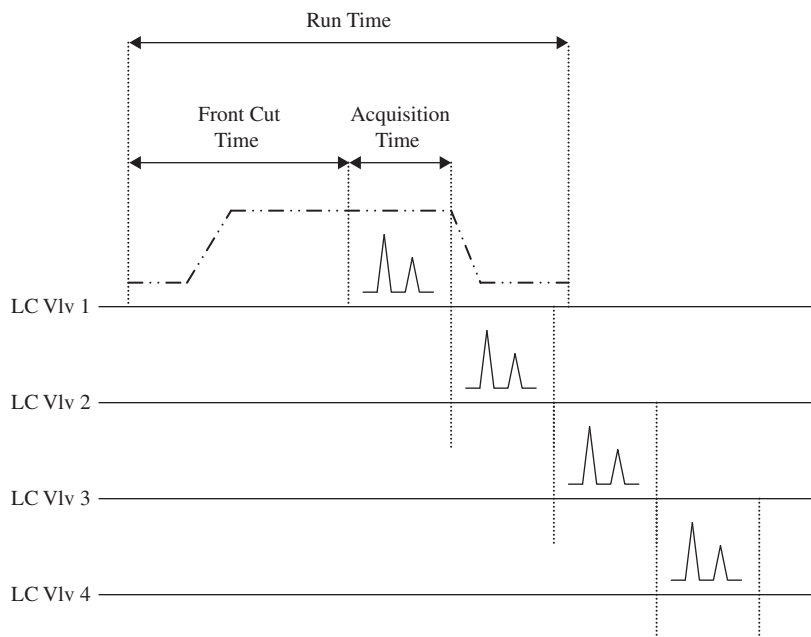 Run Time
Front Cut
Time
Acquisition
Time
LC Vlv 1
LC Vlv 2
LC Vlv 3
LC Vlv 4